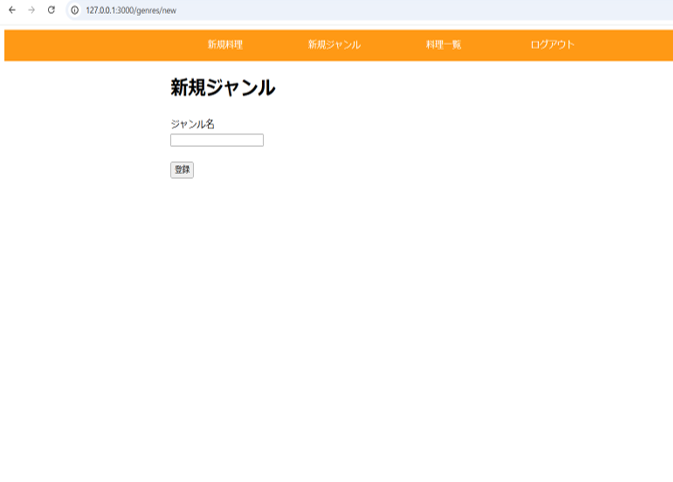 127.0.0.1:3000/genres/new
新規料理 新規ジャンル 料理一覧 ログアウト
新規ジャンル
ジャンル名
登録